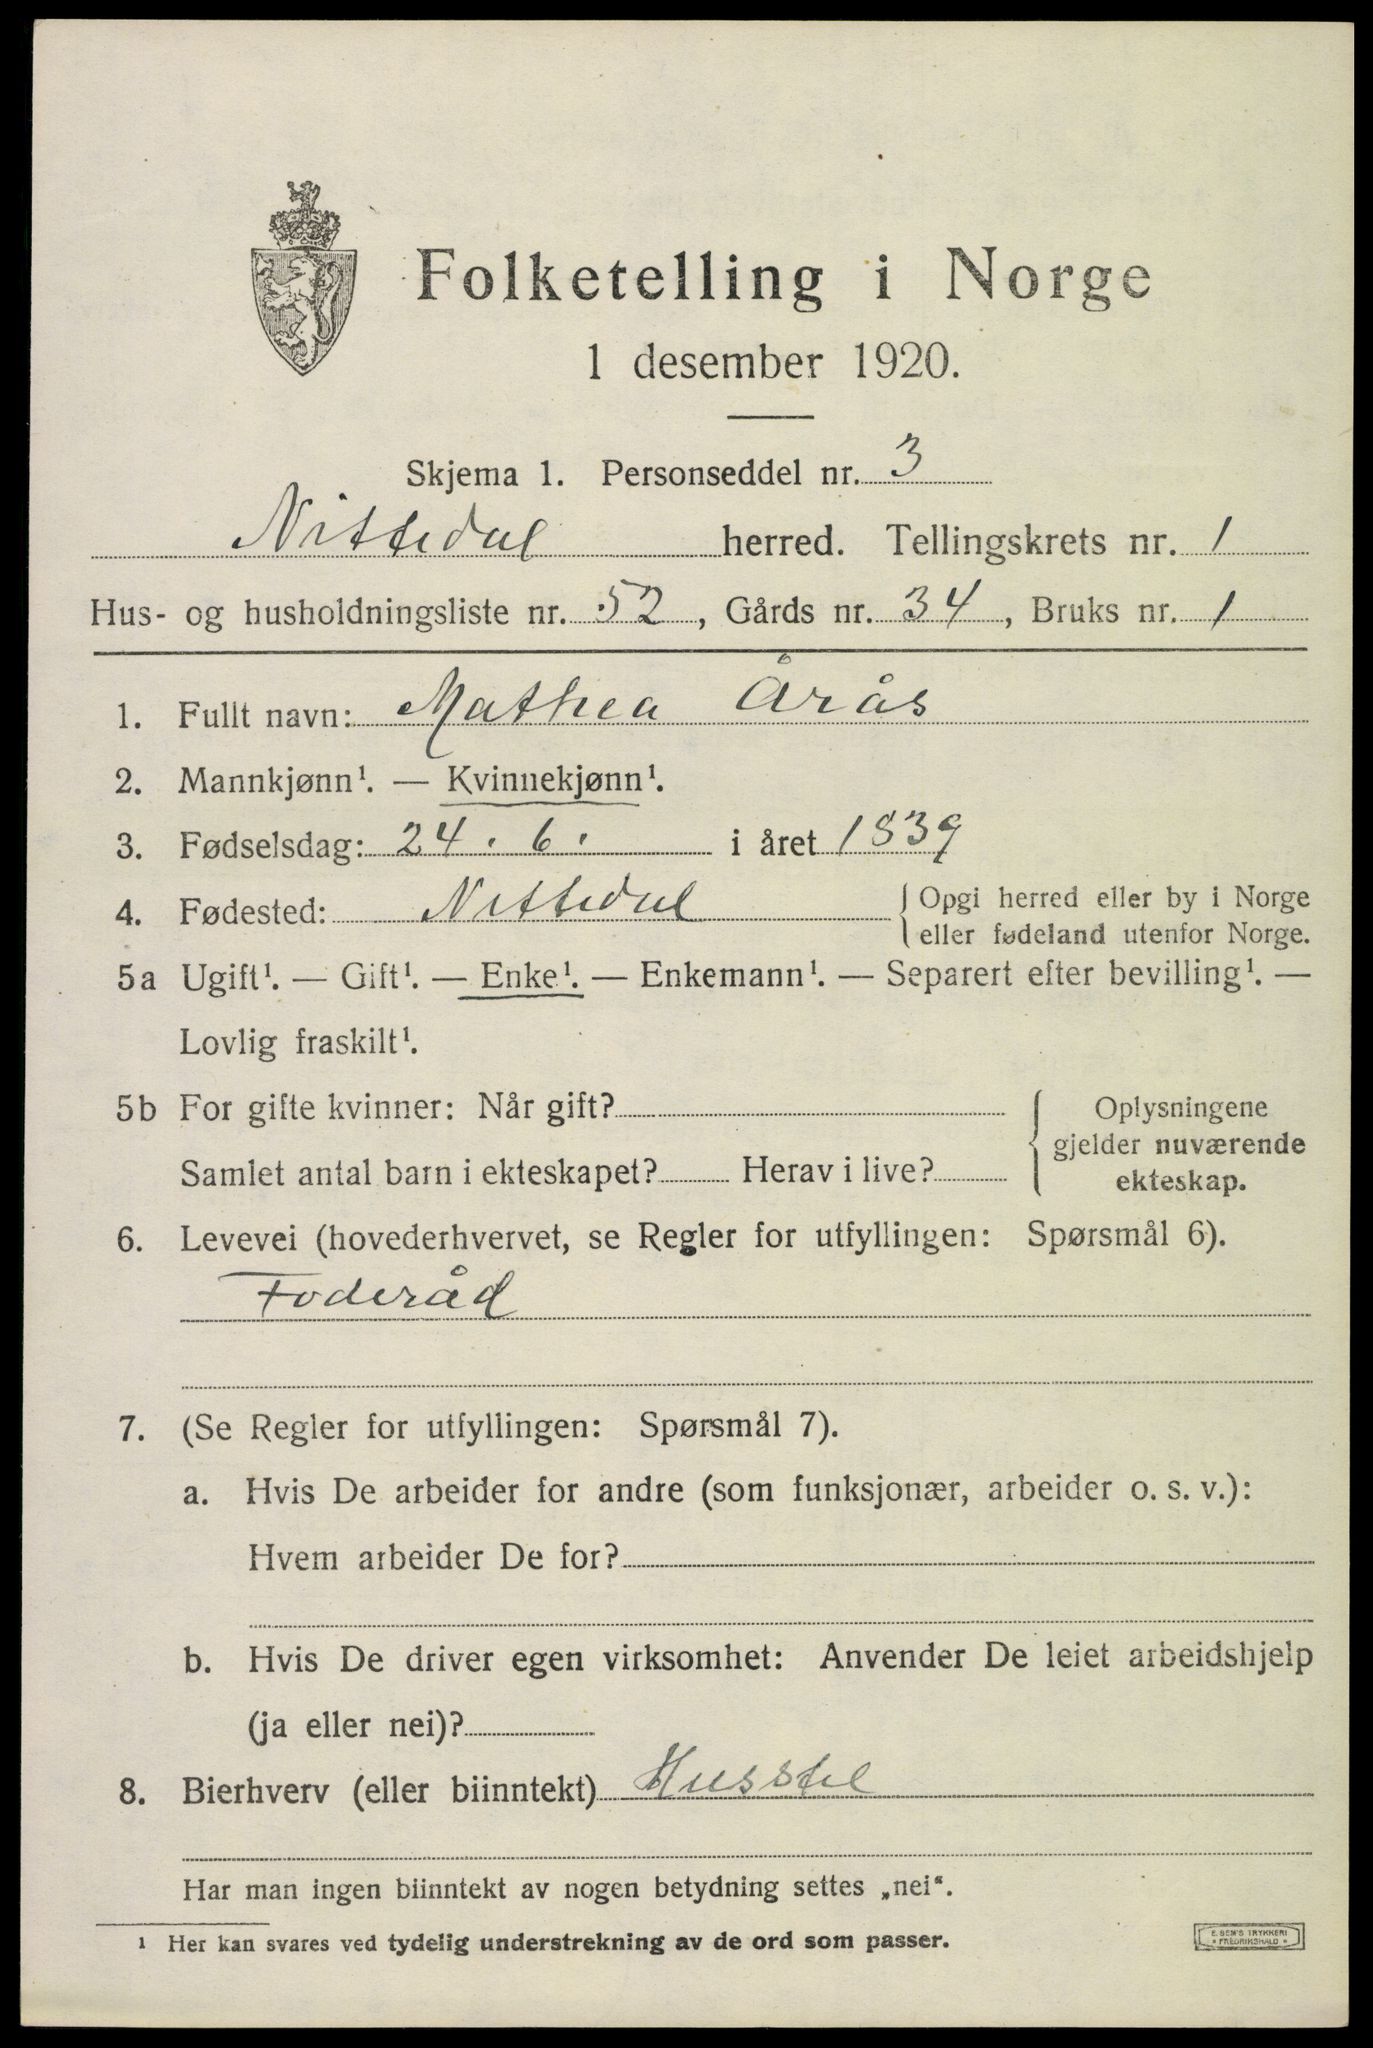 Folketelling i Norge
1 desember 1920.
Skjema 1. Personseddel nr. 3
Nittedal herred. Tellingskrets nr. 1
Hus- og husholdningsliste nr. 52, Gårds nr. 34, Bruks nr. 1
1. Fullt navn: Mathea Årås
2. Mannkjønn¹. — Kvinnekjønn¹.
3. Fødselsdag: 24. 6. i året 1839
4. Fødested: Nittedal { Opgi herred eller by i Norge
eller fødeland utenfor Norge.
5a Ugift¹. — Gift¹. — Enke¹. — Enkemann¹. — Separert efter bevilling¹. —
Lovlig fraskilt¹.
5b For gifte kvinner: Når gift? { Oplysningene
gjelder nuværende
Samlet antal barn i ekteskapet? Herav i live? ekteskap.
6. Levevei (hovederhvervet, se Regler for utfyllingen: Spørsmål 6).
Foderåd
7. (Se Regler for utfyllingen: Spørsmål 7).
a. Hvis De arbeider for andre (som funksjonær, arbeider o. s. v.):
Hvem arbeider De for?
b. Hvis De driver egen virksomhet: Anvender De leiet arbeidshjelp
(ja eller nei)?
8. Bierhverv (eller biinntekt) Husstel
Har man ingen biinntekt av nogen betydning settes „nei“.
¹ Her kan svares ved tydelig understrekning av de ord som passer.
E. SEM'S TRYKKERI
• FREDRIKSHALD •